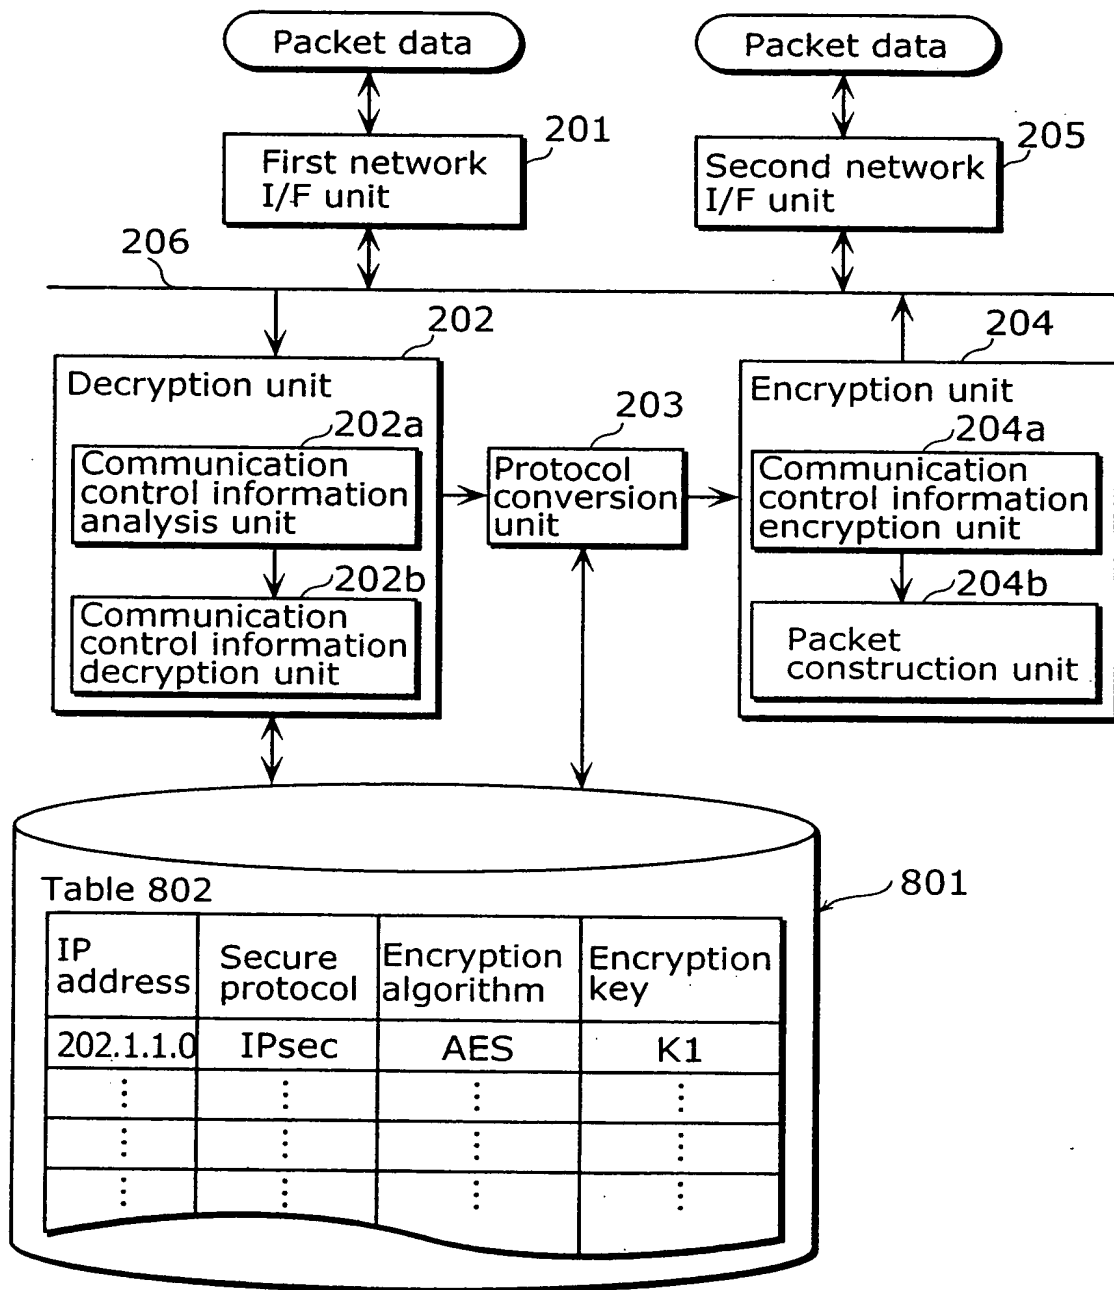 Packet data
Packet data
201
205
First network
I/F unit
Second network
I/F unit
206
202
204
Decryption unit
Encryption unit
203
202a
204a
Communication
control information
analysis unit
Protocol
conversion
unit
Communication
control information
encryption unit
202b
204b
Communication
control information
decryption unit
Packet
construction unit
801
Table 802
IP
address
Secure
protocol
Encryption
algorithm
Encryption
key
202.1.1.0
IPsec
AES
K1